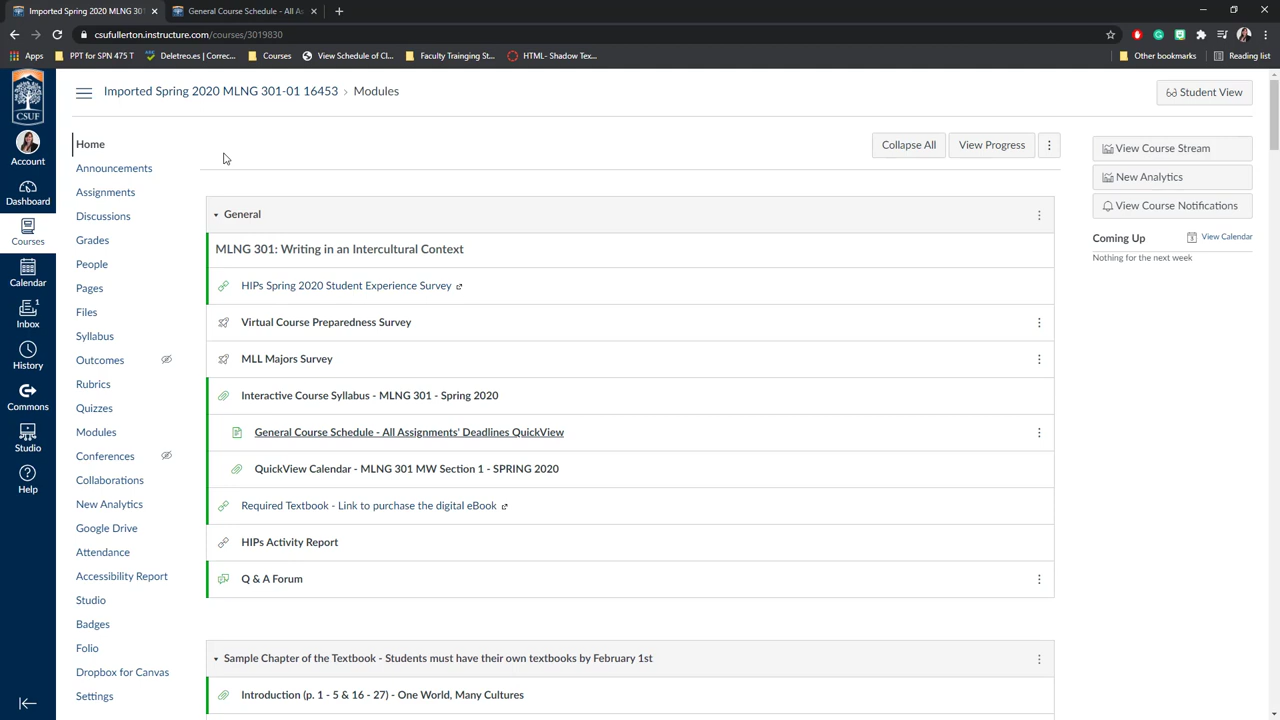 Imported Spring 2020 MLNG 301-01
General Course Schedule - All As
csufullerton.instructure.com/courses/3019830
Apps
PPT for SPN 475 T
Deletreo.es | Correc...
Courses
View Schedule of Cl...
Faculty Trainging St...
HTML- Shadow Tex...
Other bookmarks
Reading list
CSUF
Account
Dashboard
Courses
Calendar
1
Inbox
History
Commons
Studio
Help
Imported Spring 2020 MLNG 301-01 16453 › Modules
Student View
Home
Announcements
Assignments
Discussions
Grades
People
Pages
Files
Syllabus
Outcomes
Rubrics
Quizzes
Modules
Conferences
Collaborations
New Analytics
Google Drive
Attendance
Accessibility Report
Studio
Badges
Folio
Dropbox for Canvas
Settings
Collapse All
View Progress
General
MLNG 301: Writing in an Intercultural Context
HIPs Spring 2020 Student Experience Survey
Virtual Course Preparedness Survey
MLL Majors Survey
Interactive Course Syllabus - MLNG 301 - Spring 2020
General Course Schedule - All Assignments' Deadlines QuickView
QuickView Calendar - MLNG 301 MW Section 1 - SPRING 2020
Required Textbook - Link to purchase the digital eBook
HIPs Activity Report
Q & A Forum
Sample Chapter of the Textbook - Students must have their own textbooks by February 1st
Introduction (p. 1 - 5 & 16 - 27) - One World, Many Cultures
View Course Stream
New Analytics
View Course Notifications
Coming Up
View Calendar
Nothing for the next week